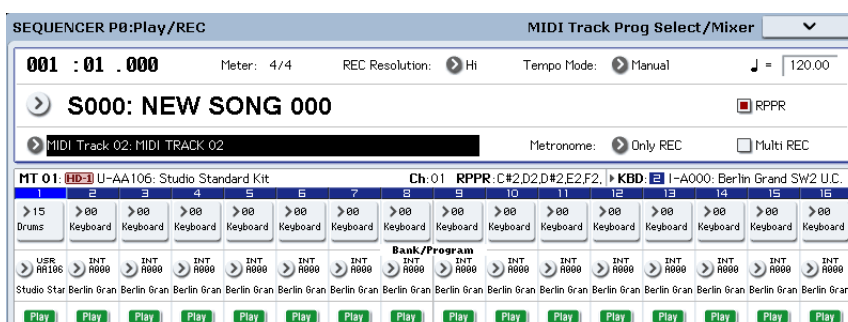 SEQUENCER P0:Play/REC MIDI Track Prog Select/Mixer
001 :01 .000 Meter: 4/4 REC Resolution: Hi Tempo Mode: Manual ♩ = 120.00
S000: NEW SONG 000 RPPR
MIDI Track 02: MIDI TRACK 02 Metronome: Only REC Multi REC
MT 01: HD-1 U-AA106: Studio Standard Kit Ch:01 RPPR:C#2,D2,D#2,E2,F2, KBD: 2 I-A000: Berlin Grand SW2 U.C.
1 2 3 4 5 6 7 8 9 10 11 12 13 14 15 16
15 00 00 00 00 00 00 00 00 00 00 00 00 00 00 00
Drums Keyboard Keyboard Keyboard Keyboard Keyboard Keyboard Keyboard Keyboard Keyboard Keyboard Keyboard Keyboard Keyboard Keyboard Keyboard
Bank/Program
USR INT INT INT INT INT INT INT INT INT INT INT INT INT INT INT
AA106 A000 A000 A000 A000 A000 A000 A000 A000 A000 A000 A000 A000 A000 A000 A000
Studio Star Berlin Gran Berlin Gran Berlin Gran Berlin Gran Berlin Gran Berlin Gran Berlin Gran Berlin Gran Berlin Gran Berlin Gran Berlin Gran Berlin Gran Berlin Gran Berlin Gran Berlin Gran
Play Play Play Play Play Play Play Play Play Play Play Play Play Play Play Play